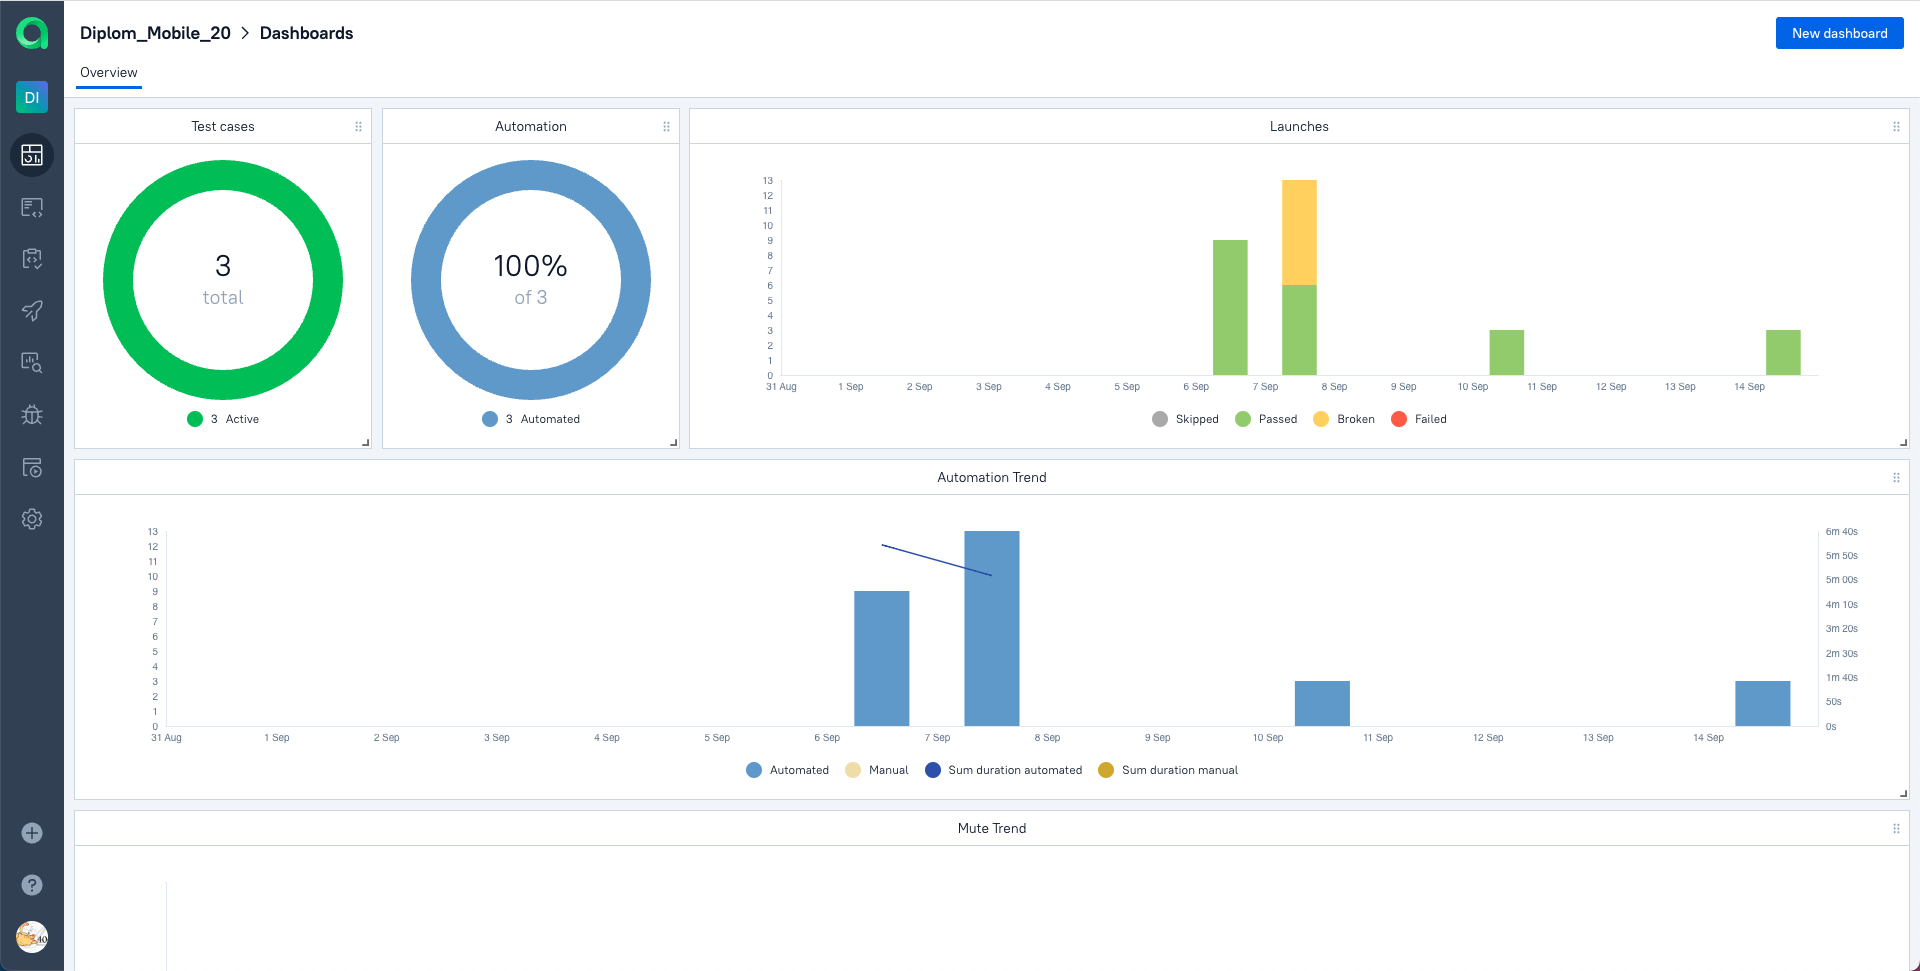 Diplom_Mobile_20 > Dashboards
New dashboard
Overview
DI
Test cases
3
total
3 Active
Automation
100%
of 3
3 Automated
Launches
13
12
11
10
9
8
7
6
5
4
3
2
1
0
31 Aug 1 Sep 2 Sep 3 Sep 4 Sep 5 Sep 6 Sep 7 Sep 8 Sep 9 Sep 10 Sep 11 Sep 12 Sep 13 Sep 14 Sep
Skipped Passed Broken Failed
Automation Trend
13
12
11
10
9
8
7
6
5
4
3
2
1
0
6m 40s
5m 50s
5m 00s
4m 10s
3m 20s
2m 30s
1m 40s
50s
0s
31 Aug 1 Sep 2 Sep 3 Sep 4 Sep 5 Sep 6 Sep 7 Sep 8 Sep 9 Sep 10 Sep 11 Sep 12 Sep 13 Sep 14 Sep
Automated Manual Sum duration automated Sum duration manual
Mute Trend